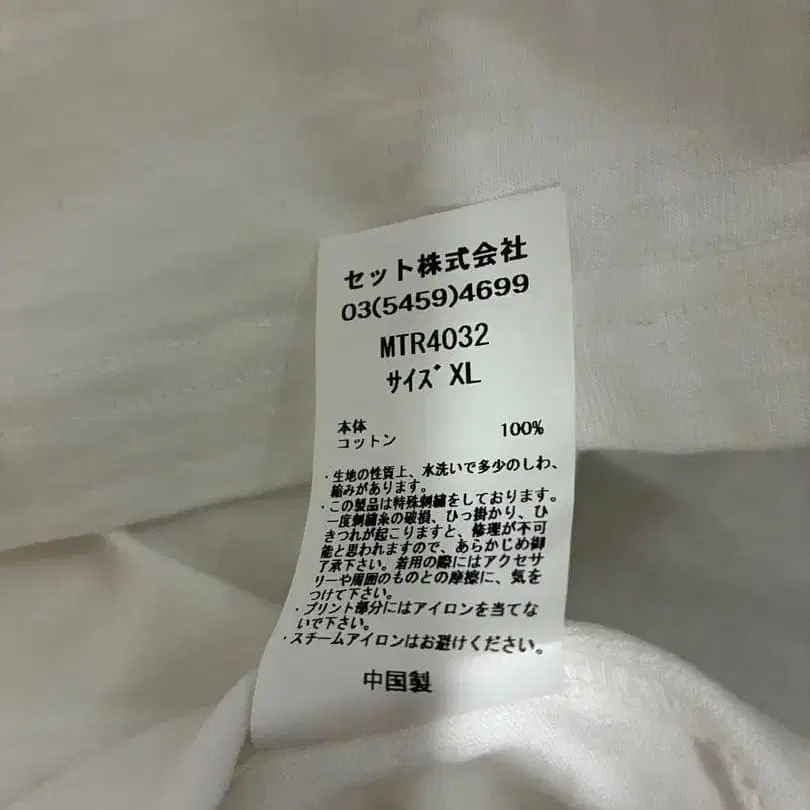 セット株式会社
03(5459)4699
MTR4032
ｻｲｽﾞXL
本体
コットン 100%
・生地の性質上、水洗いで多少のしわ、
縮みがあります。
・この製品は特殊刺繍をしております。
一度刺繍糸の破損、ひっ掛かり、ひ
きつれが起こりますと、修理が不可
能と思われますので、あらかじめ御
了承下さい。着用の際にはアクセサ
リーや周囲のものとの摩擦に、気を
つけて下さい。
・プリント部分にはアイロンを当てな
いで下さい。
・スチームアイロンはお避けください。
中国製